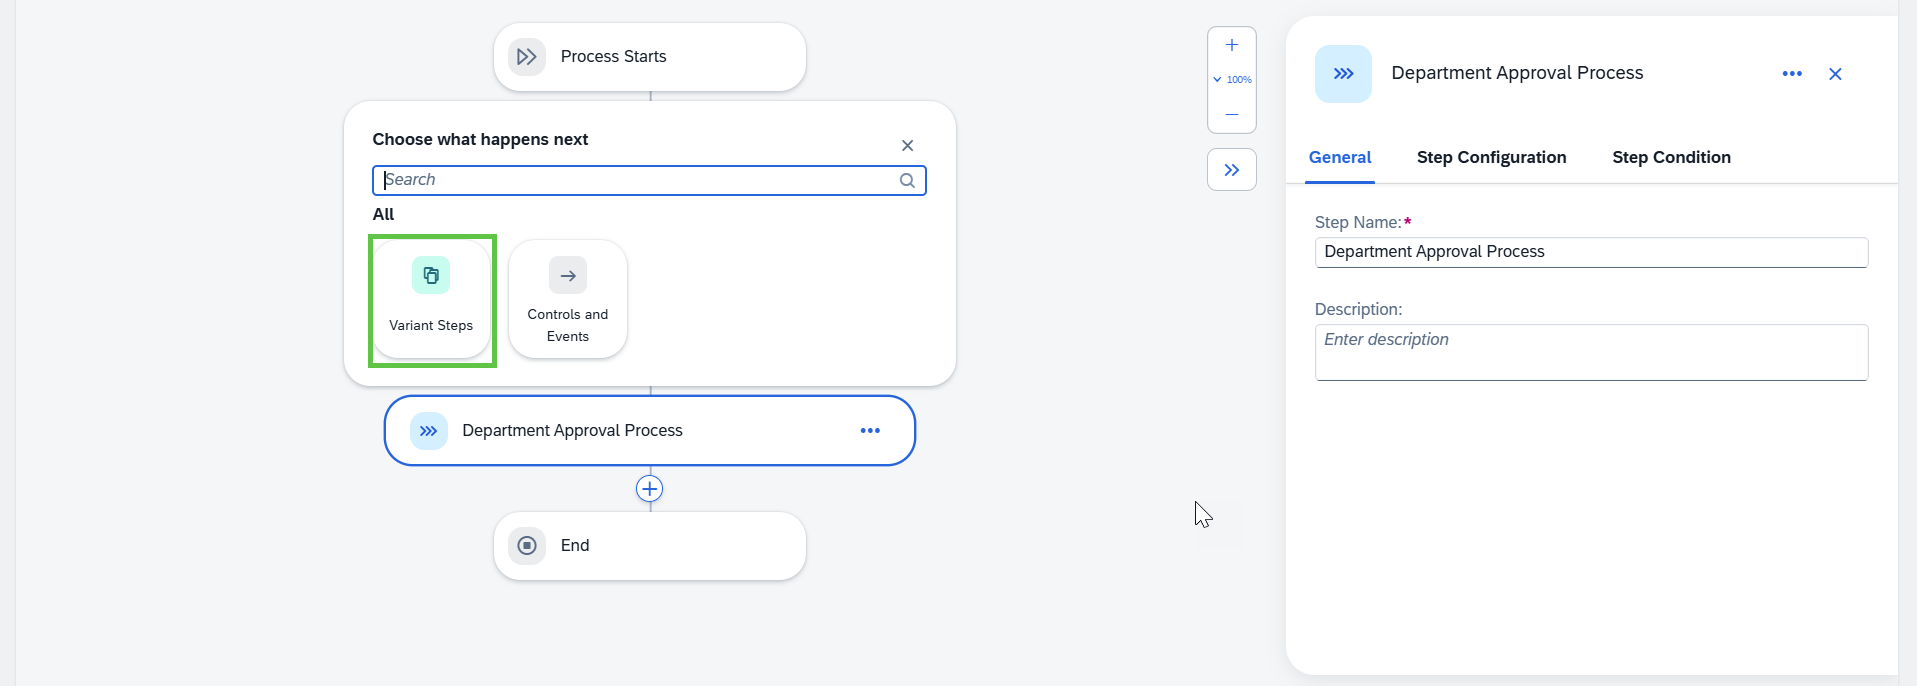 Process Starts
Choose what happens next
Search
All
Variant Steps
Controls and
Events
Department Approval Process
End
100%
Department Approval Process
General Step Configuration Step Condition
Step Name:*
Department Approval Process
Description:
Enter description